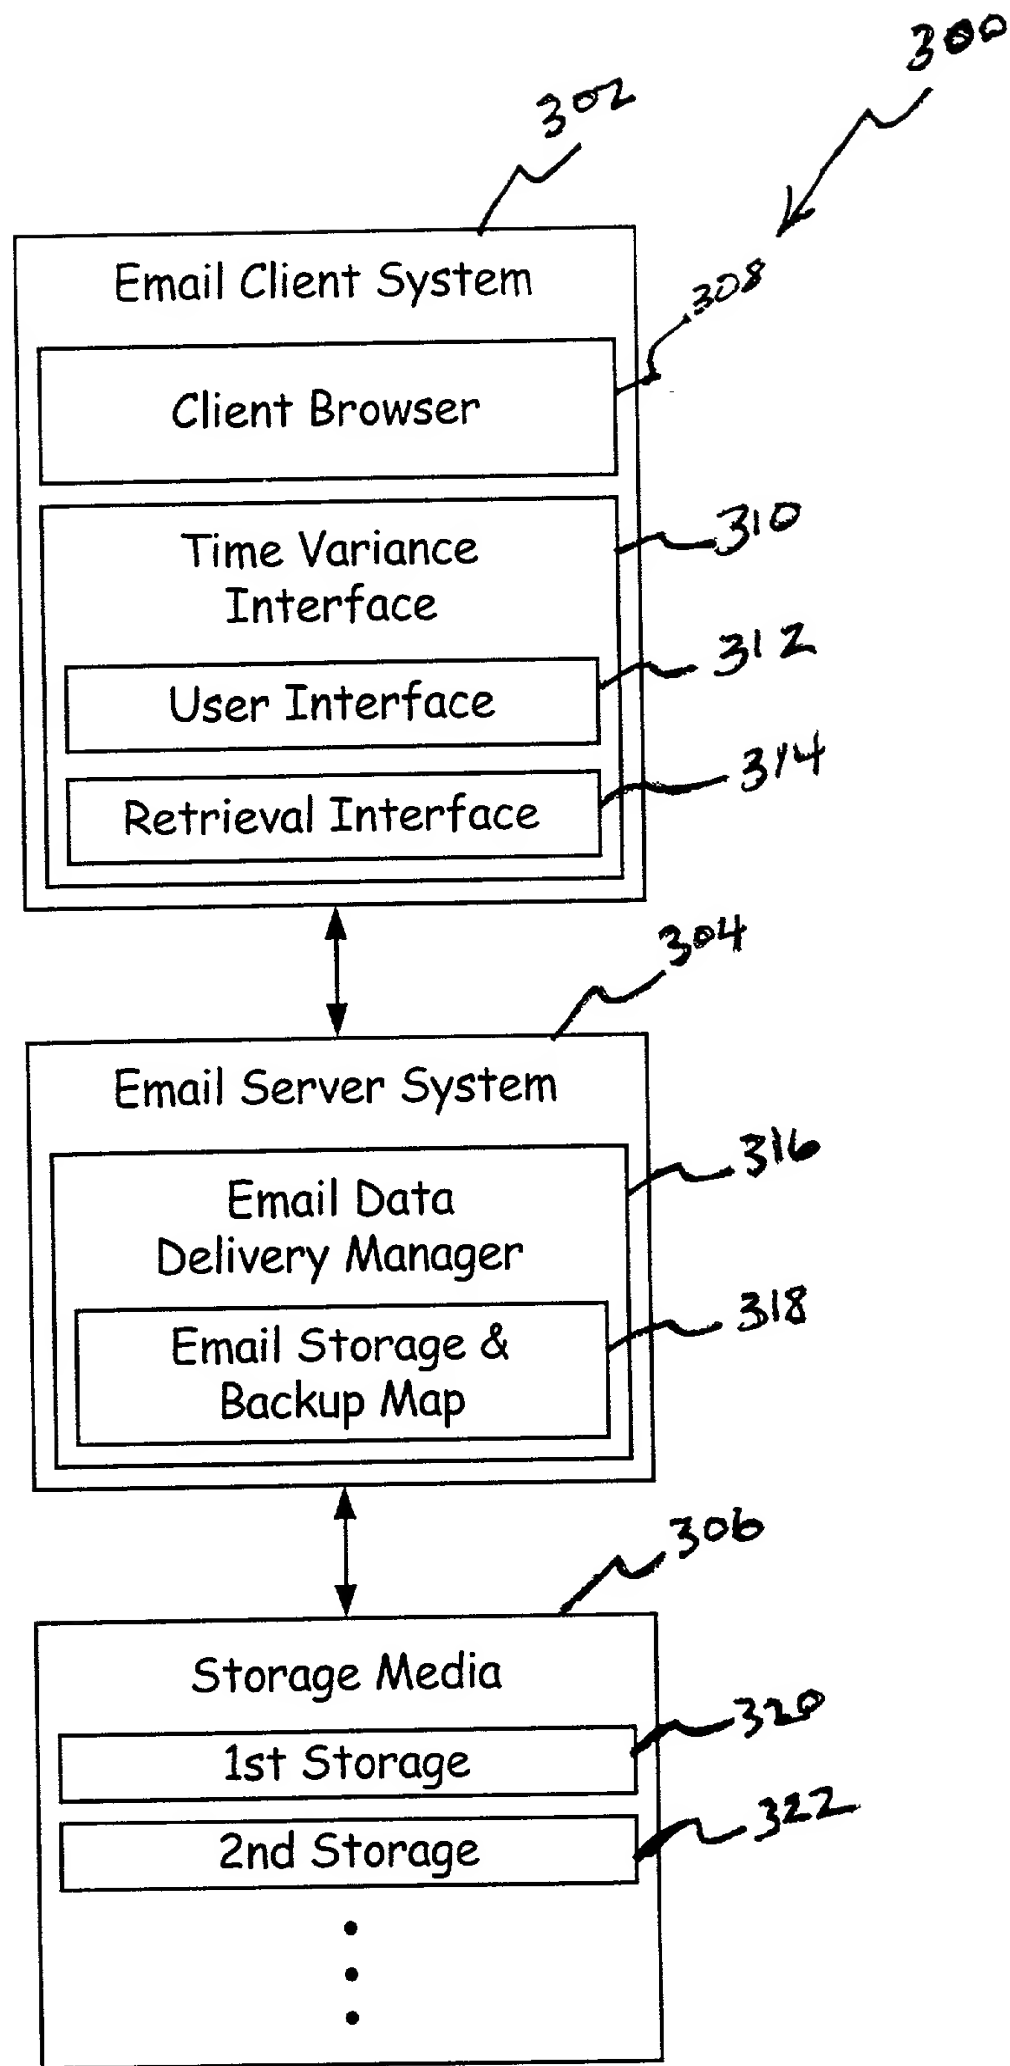 300
302
Email Client System
308
Client Browser
310
Time Variance
Interface
312
User Interface
314
Retrieval Interface
304
Email Server System
316
Email Data
Delivery Manager
318
Email Storage &
Backup Map
306
Storage Media
320
1st Storage
322
2nd Storage